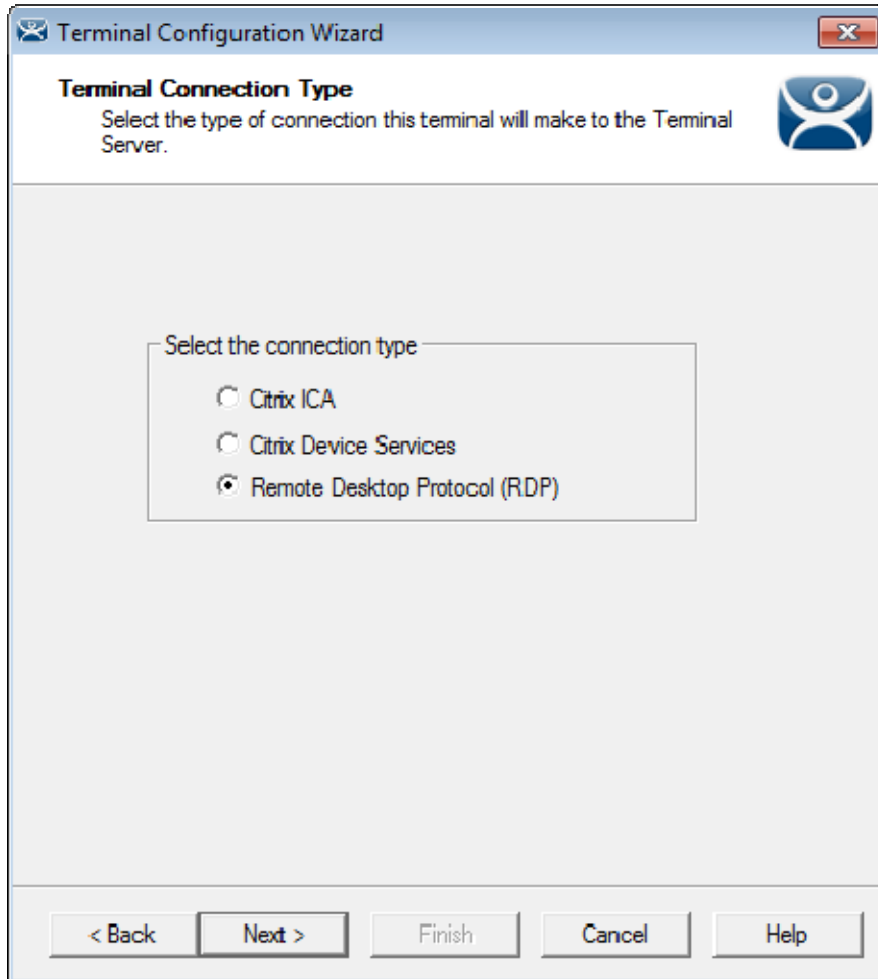 Terminal Configuration Wizard
Terminal Connection Type
Select the type of connection this terminal will make to the Terminal
Server.
Select the connection type
Citrix ICA
Citrix Device Services
Remote Desktop Protocol (RDP)
< Back Next > Finish Cancel Help